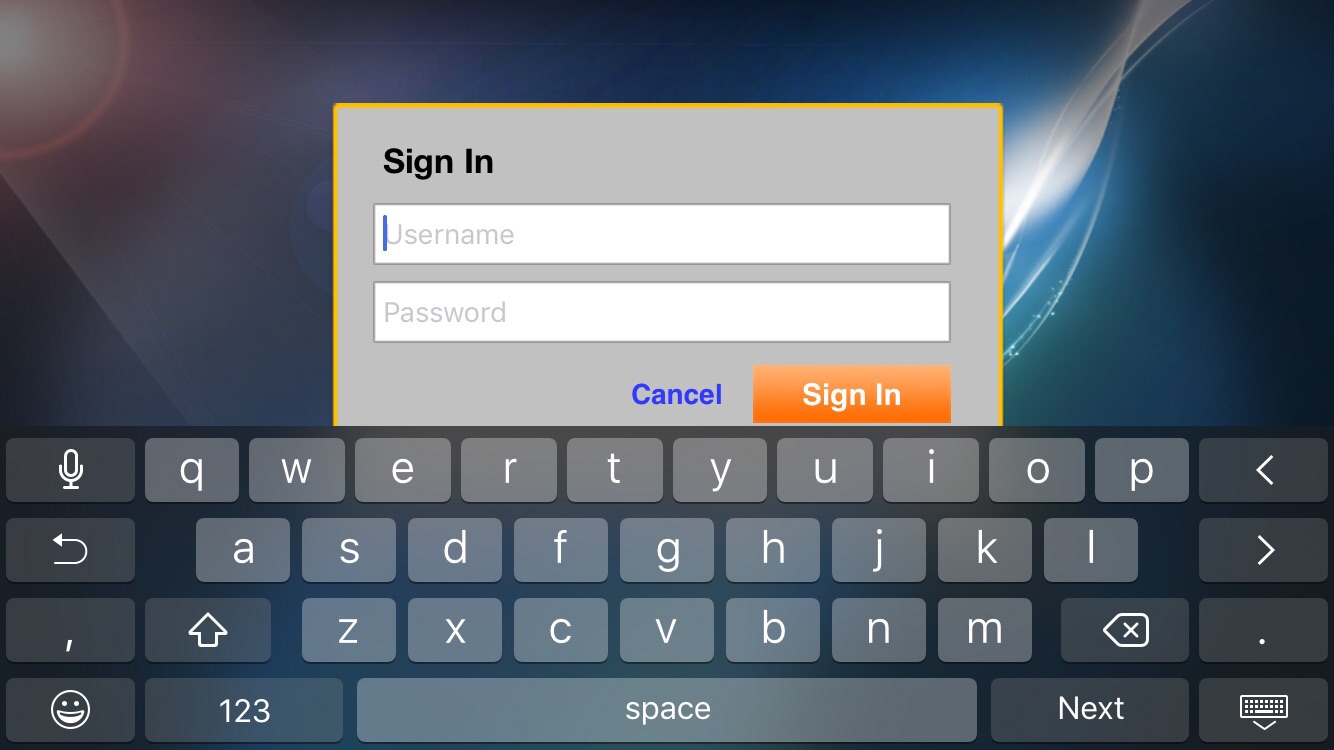 Sign In
Username
Password
Cancel Sign In
q w e r t y u i o p
a s d f g h j k l
, z x c v b n m .
123 space Next